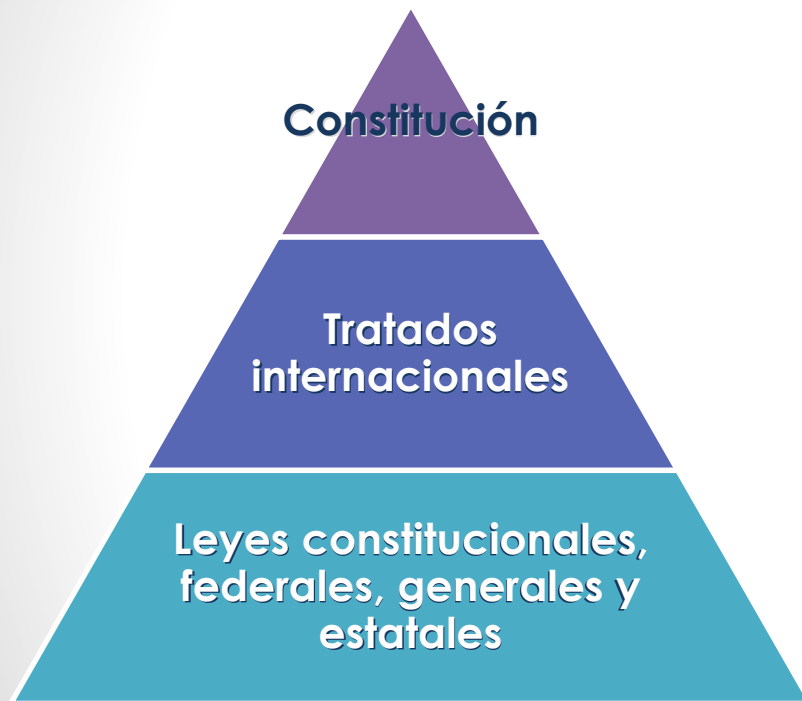 Constitución
Tratados
internacionales
Leyes constitucionales,
federales, generales y
estatales